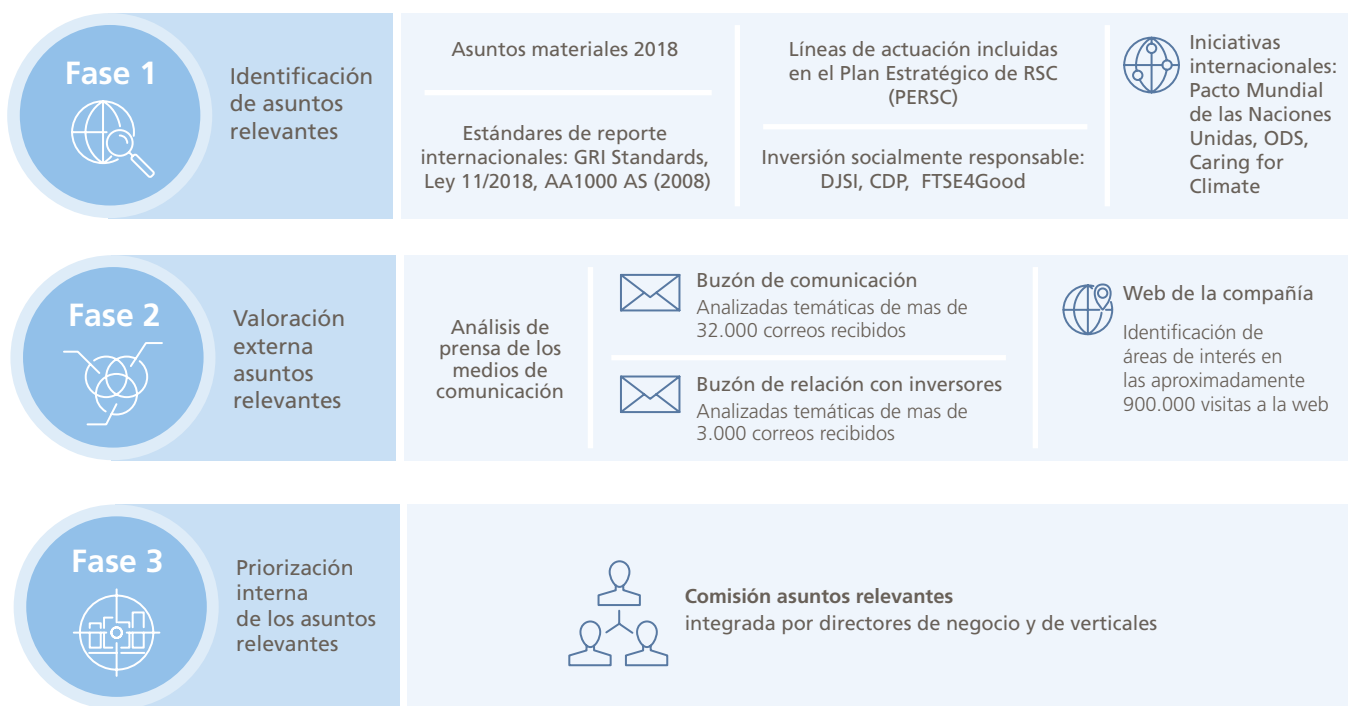 Fase 1
Identificación
de asuntos
relevantes
Asuntos materiales 2018
Estándares de reporte
internacionales: GRI Standards,
Ley 11/2018, AA1000 AS (2008)
Líneas de actuación incluidas
en el Plan Estratégico de RSC
(PERSC)
Inversión socialmente responsable:
DJSI, CDP, FTSE4Good
Iniciativas
internacionales:
Pacto Mundial
de las Naciones
Unidas, ODS,
Caring for
Climate
Fase 2
Valoración
externa
asuntos
relevantes
Análisis de
prensa de los
medios de
comunicación
Buzón de comunicación
Analizadas temáticas de mas de
32.000 correos recibidos
Buzón de relación con inversores
Analizadas temáticas de mas de
3.000 correos recibidos
Web de la compañía
Identificación de
áreas de interés en
las aproximadamente
900.000 visitas a la web
Fase 3
Priorización
interna
de los asuntos
relevantes
Comisión asuntos relevantes
integrada por directores de negocio y de verticales